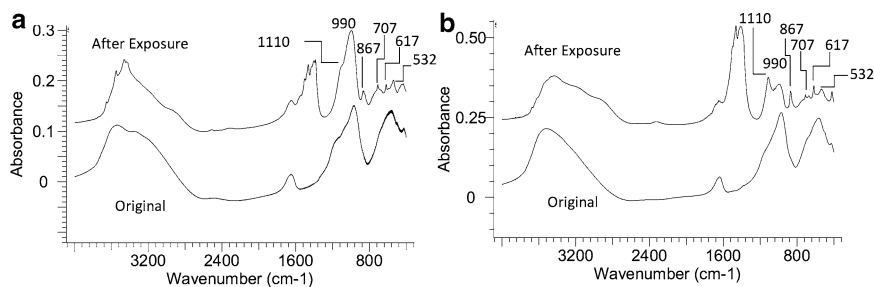 a
0.3
0.2
0.1
0
Absorbance
After Exposure
Original
1110
990
867
707
617
532
3200 2400 1600 800
Wavenumber (cm-1)
b
0.50
0.25
0
Absorbance
After Exposure
Original
1110
990
867
707
617
532
3200 2400 1600 800
Wavenumber (cm-1)